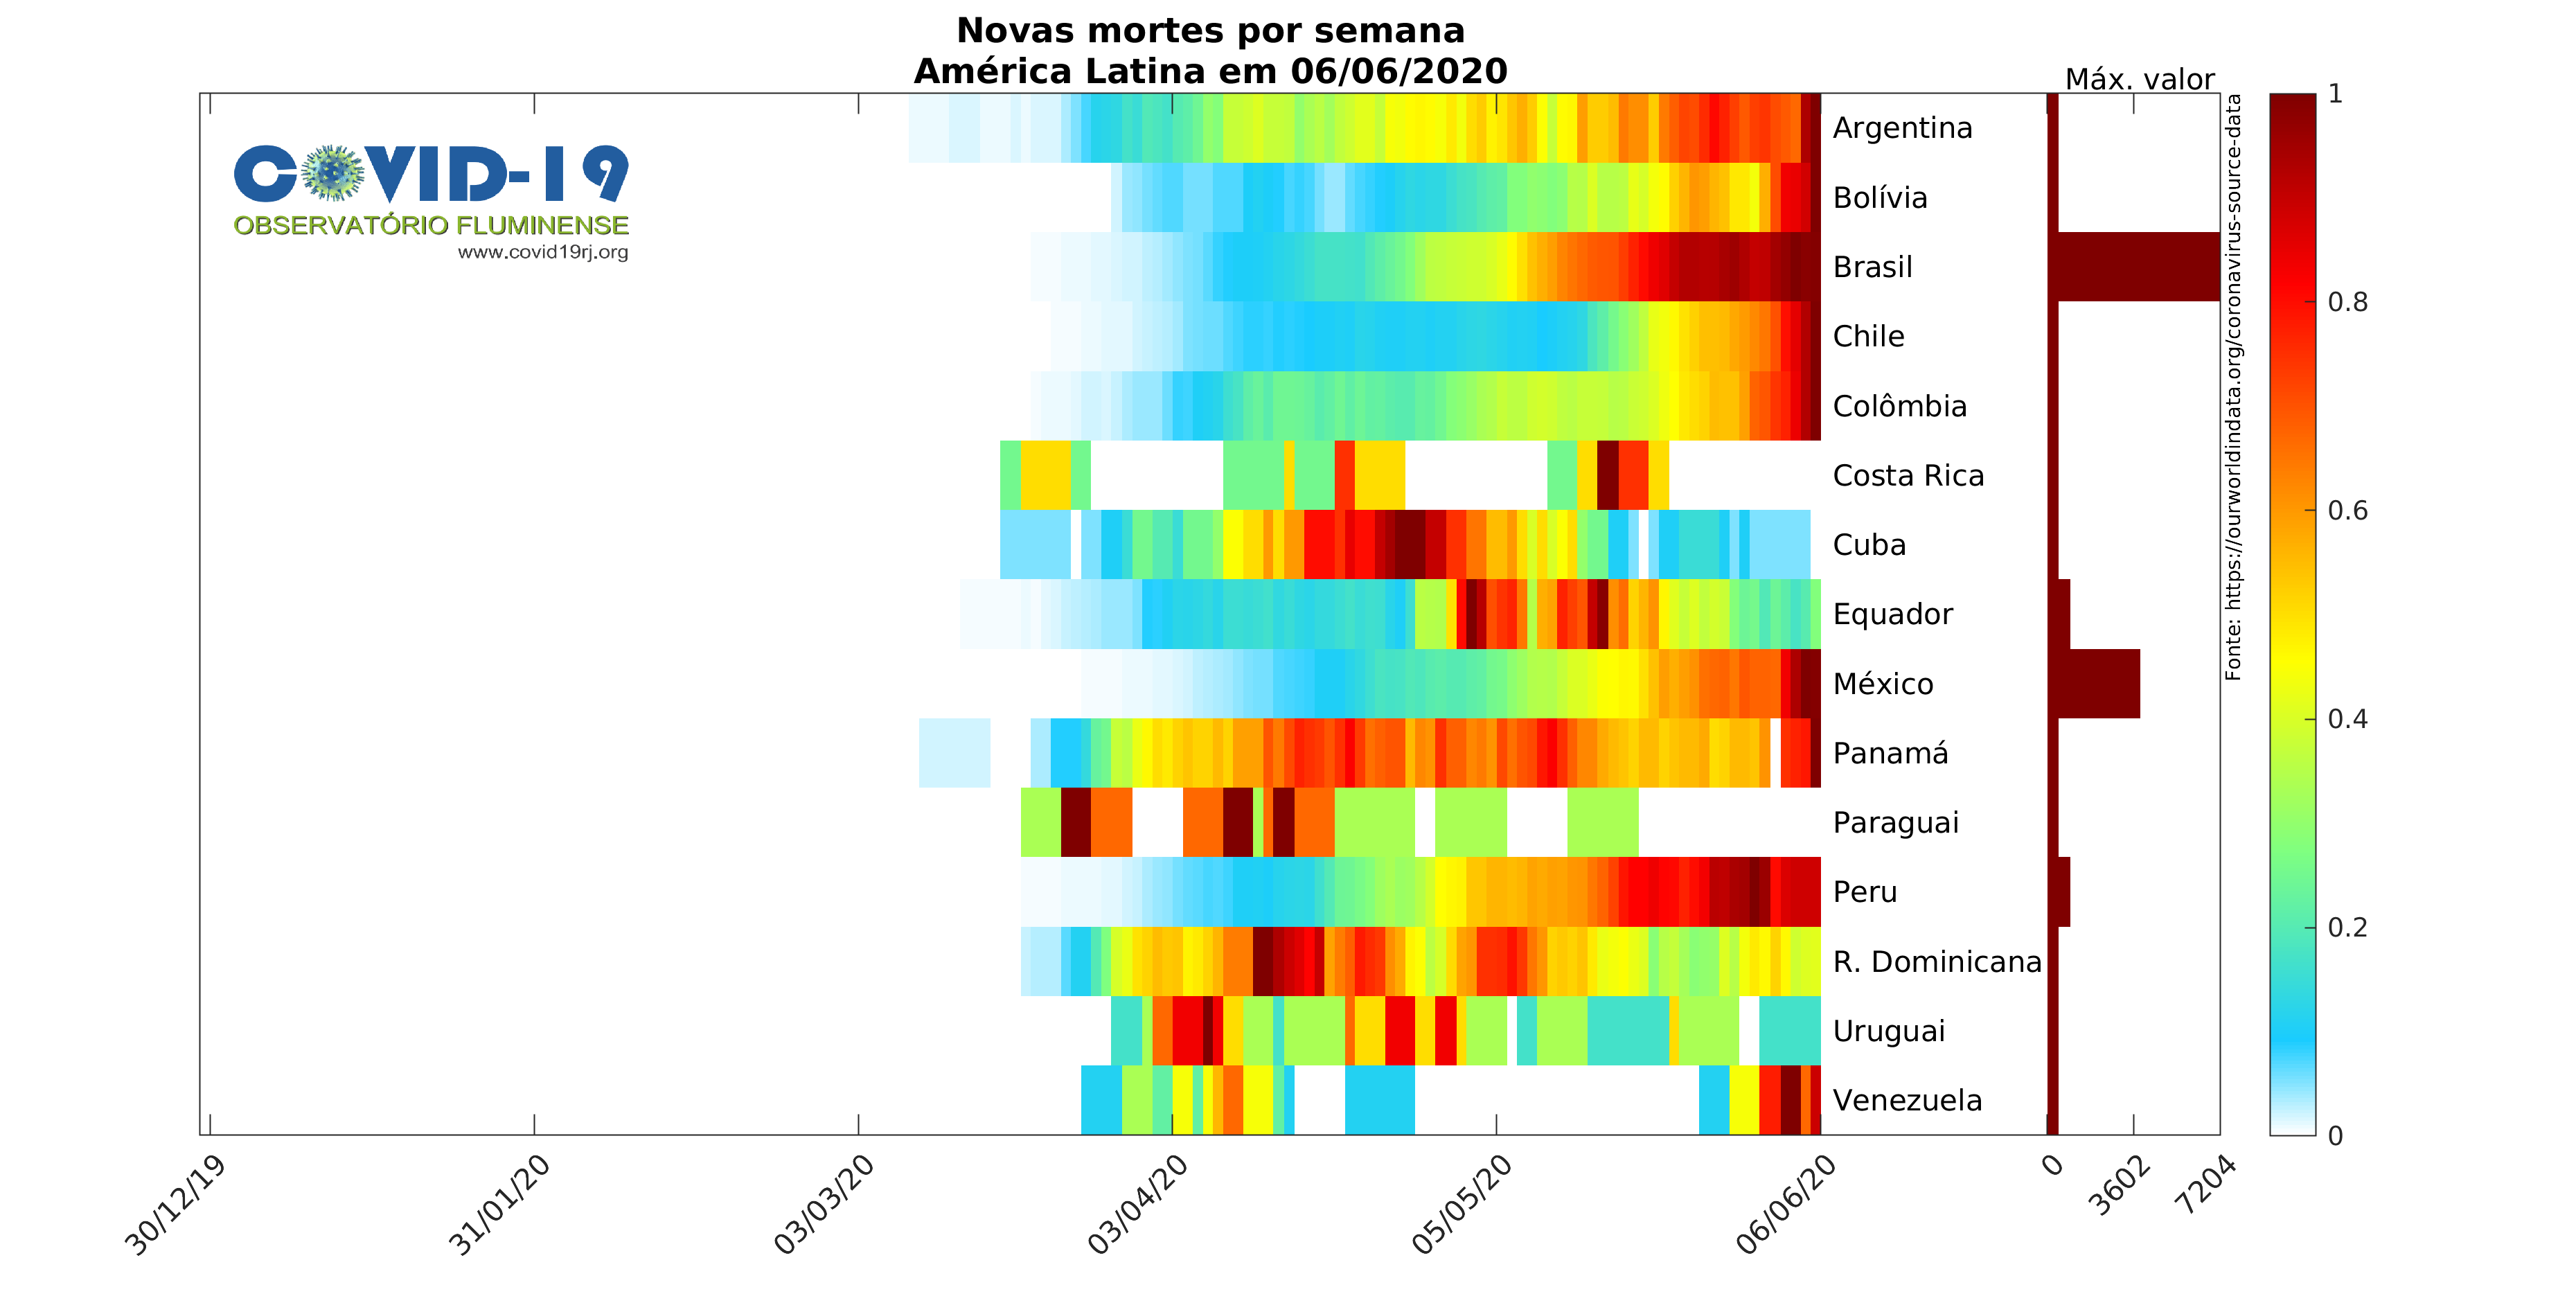 Novas mortes por semana
América Latina em 06/06/2020
Máx. valor
COVID-19
OBSERVATÓRIO FLUMINENSE
www.covid19rj.org
Argentina
Bolívia
Brasil
Chile
Colômbia
Costa Rica
Cuba
Equador
México
Panamá
Paraguai
Peru
R. Dominicana
Uruguai
Venezuela
Fonte: https://ourworldindata.org/coronavirus-source-data
1
0.8
0.6
0.4
0.2
0
30/12/19
31/01/20
03/03/20
03/04/20
05/05/20
06/06/20
0
3602
7204